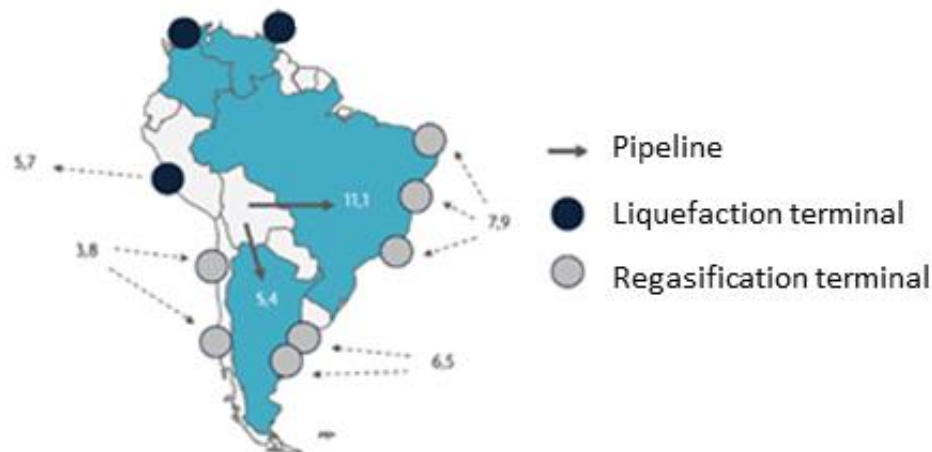 5,7
3,8
11,1
5,4
7,9
6,5
Pipeline
Liquefaction terminal
Regasification terminal